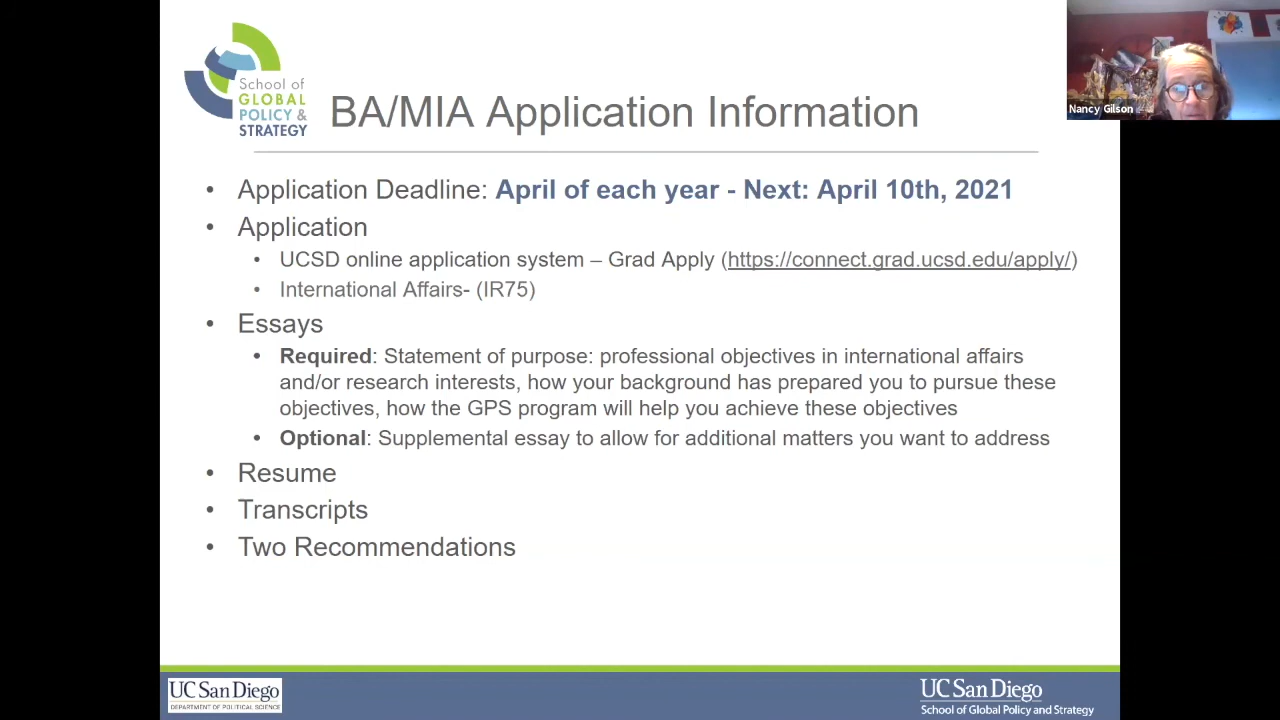 School of
GLOBAL
POLICY &
STRATEGY
BA/MIA Application Information
Nancy Gilson
• Application Deadline: April of each year - Next: April 10th, 2021
• Application
• UCSD online application system – Grad Apply (https://connect.grad.ucsd.edu/apply/)
• International Affairs- (IR75)
• Essays
• Required: Statement of purpose: professional objectives in international affairs
and/or research interests, how your background has prepared you to pursue these
objectives, how the GPS program will help you achieve these objectives
• Optional: Supplemental essay to allow for additional matters you want to address
• Resume
• Transcripts
• Two Recommendations
UC San Diego
DEPARTMENT OF POLITICAL SCIENCE
UC San Diego
School of Global Policy and Strategy